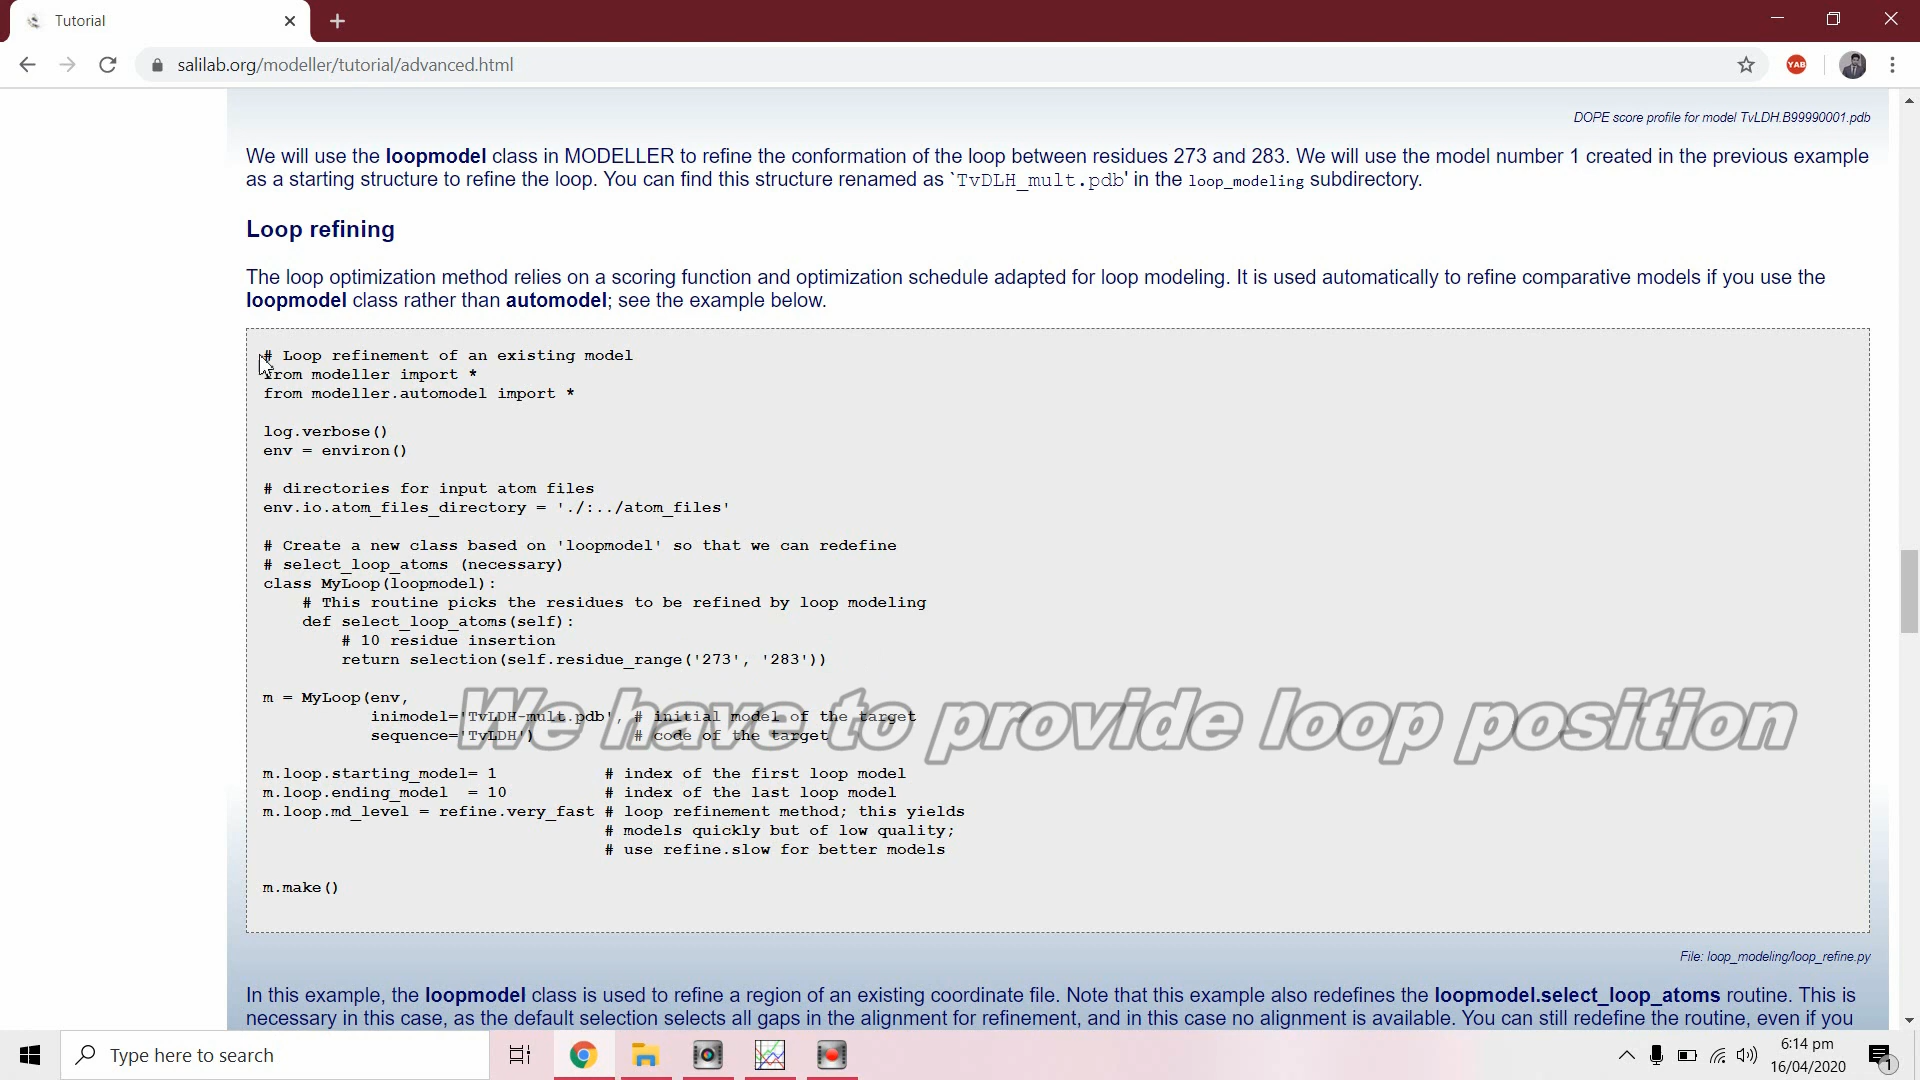 Tutorial
salilab.org/modeller/tutorial/advanced.html
YAB
DOPE score profile for model TvLDH.B99990001.pdb
We will use the loopmodel class in MODELLER to refine the conformation of the loop between residues 273 and 283. We will use the model number 1 created in the previous example
as a starting structure to refine the loop. You can find this structure renamed as `TvDLH_mult.pdb' in the loop_modeling subdirectory.
Loop refining
The loop optimization method relies on a scoring function and optimization schedule adapted for loop modeling. It is used automatically to refine comparative models if you use the
loopmodel class rather than automodel; see the example below.
# Loop refinement of an existing model
from modeller import *
from modeller.automodel import *
log.verbose()
env = environ()
# directories for input atom files
env.io.atom_files_directory = './:../atom_files'
# Create a new class based on 'loopmodel' so that we can redefine
# select_loop_atoms (necessary)
class MyLoop(loopmodel):
# This routine picks the residues to be refined by loop modeling
def select_loop_atoms(self):
# 10 residue insertion
return selection(self.residue_range('273', '283'))
m = MyLoop(env,
inimodel='TvLDH-mult.pdb', # initial model of the target
sequence='TvLDH') # code of the target
We have to provide loop position
m.loop.starting_model= 1 # index of the first loop model
m.loop.ending_model = 10 # index of the last loop model
m.loop.md_level = refine.very_fast # loop refinement method; this yields
# models quickly but of low quality;
# use refine.slow for better models
m.make()
File: loop_modeling/loop_refine.py
In this example, the loopmodel class is used to refine a region of an existing coordinate file. Note that this example also redefines the loopmodel.select_loop_atoms routine. This is
necessary in this case, as the default selection selects all gaps in the alignment for refinement, and in this case no alignment is available. You can still redefine the routine, even if you
Type here to search
6:14 pm
16/04/2020
1